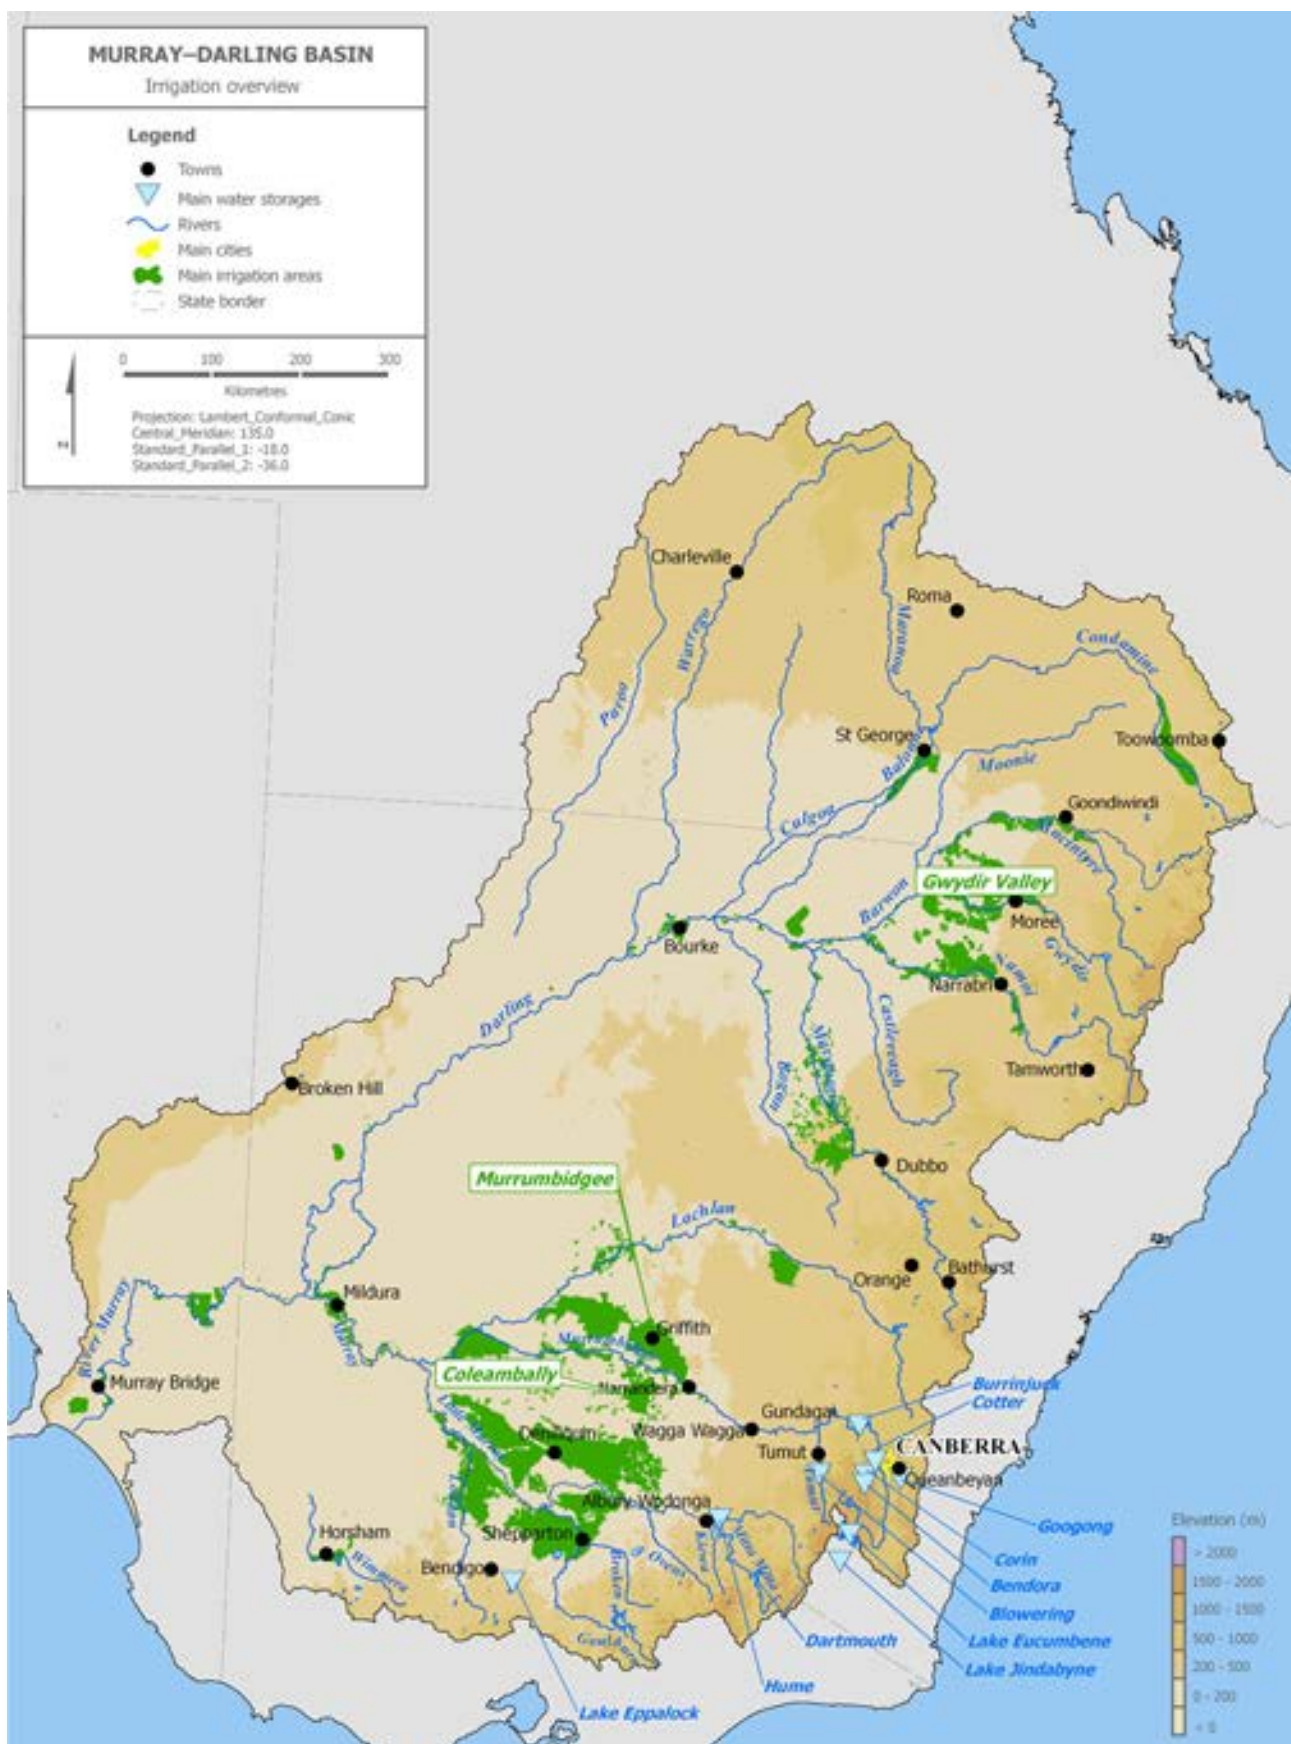 MURRAY–DARLING BASIN
Irrigation overview
Legend
Towns
Main water storages
Rivers
Main cities
Main irrigation areas
State border
0 100 200 300
Kilometres
N
Projection: Lambert_Conformal_Conic
Central_Meridian: 135.0
Standard_Parallel_1: -18.0
Standard_Parallel_2: -36.0
Charleville
Roma
Maranoa
Warrego
Condamine
Paroo
St George
Balonne
Toowoomba
Moonie
Goondiwindi
Culgoa
Macintyre
Gwydir Valley
Barwon
Moree
Bourke
Gwydir
Namoi
Narrabri
Darling
Castlereagh
Macquarie
Bogan
Tamworth
Broken Hill
Dubbo
Murrumbidgee
Lachlan
Orange
Bathurst
River Murray
Mildura
Murray
Griffith
Coleambally
Narrandera
Murray Bridge
Burrinjuck
Cotter
Gundagai
Wagga Wagga
Deniliquin
Tumut
CANBERRA
Queanbeyan
Tumut
Albury Wodonga
Googong
Elevation (m)
Horsham
Shepparton
Kiewa
Mitta Mitta
Corin
> 2000
Wimmera
Bendigo
Broken
Ovens
Bendora
1500 - 2000
Blowering
1000 - 1500
Goulburn
Dartmouth
Lake Eucumbene
500 - 1000
Lake Jindabyne
200 - 500
Hume
0 - 200
Lake Eppalock
< 0